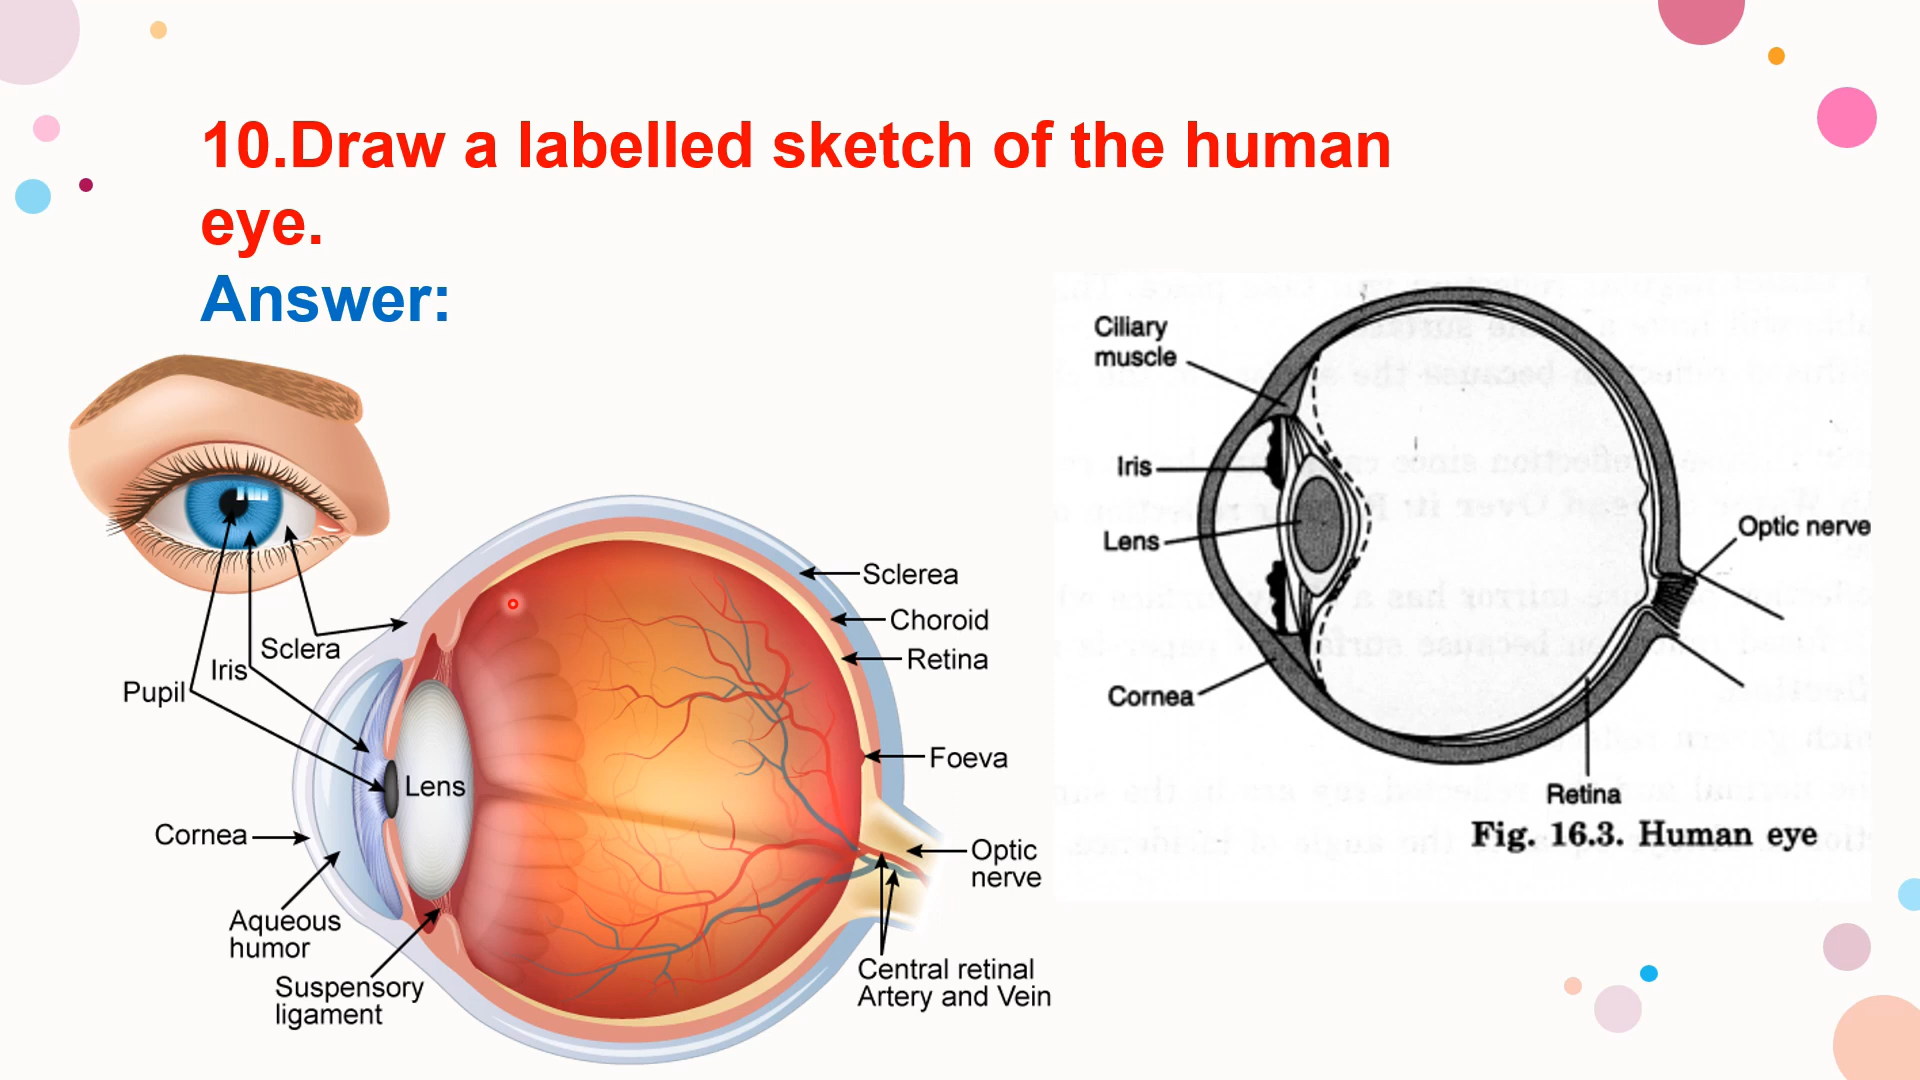 10.Draw a labelled sketch of the human
eye.
Answer:
Sclera
Iris
Pupil
Lens
Cornea
Aqueous
humor
Suspensory
ligament
Sclerea
Choroid
Retina
Foeva
Optic
nerve
Central retinal
Artery and Vein
Ciliary
muscle
Iris
Lens
Cornea
Optic nerve
Retina
Fig. 16.3. Human eye